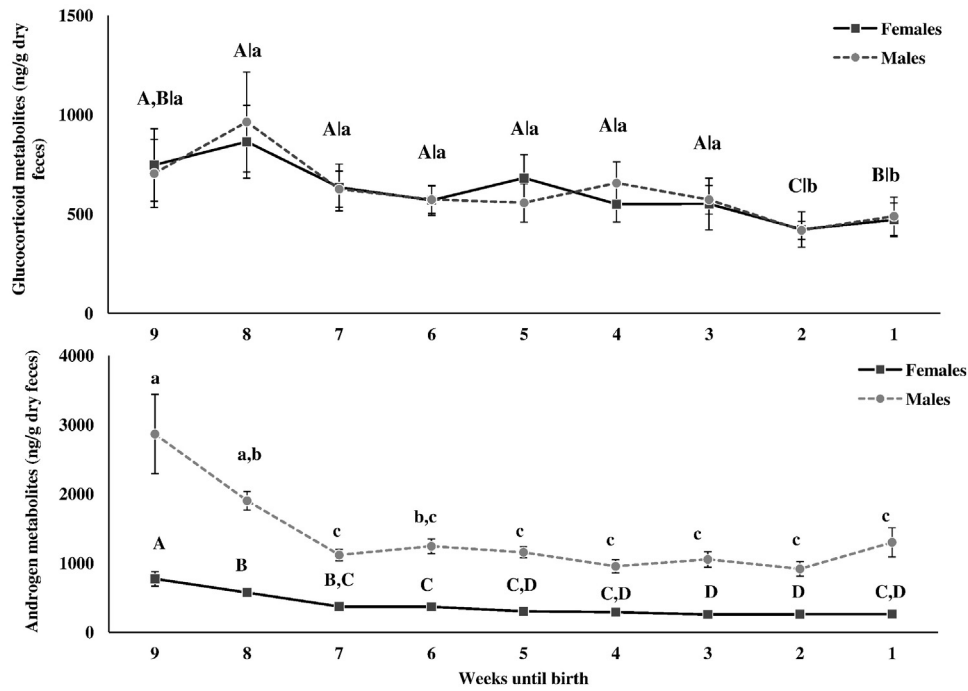 Glucocorticoid metabolites (ng/g dry
feces)
1500
1000
500
0
Females
Males
A,B|a
A|a
A|a
A|a
A|a
A|a
A|a
C|b
B|b
9 8 7 6 5 4 3 2 1
Androgen metabolites (ng/g dry feces)
4000
3000
2000
1000
0
Females
Males
a
a,b
c
b,c
c
c
c
c
c
A
B
B,C
C
C,D
C,D
D
D
C,D
9 8 7 6 5 4 3 2 1
Weeks until birth